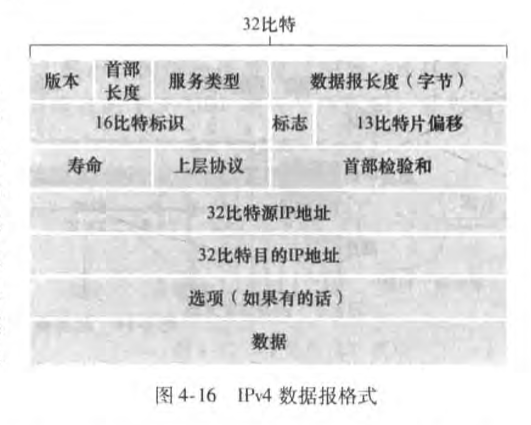 32比特
版本 首部长度 服务类型 数据报长度（字节）
16比特标识 标志 13比特片偏移
寿命 上层协议 首部检验和
32比特源IP地址
32比特目的IP地址
选项（如果有的话）
数据
图4-16 IPv4 数据报格式